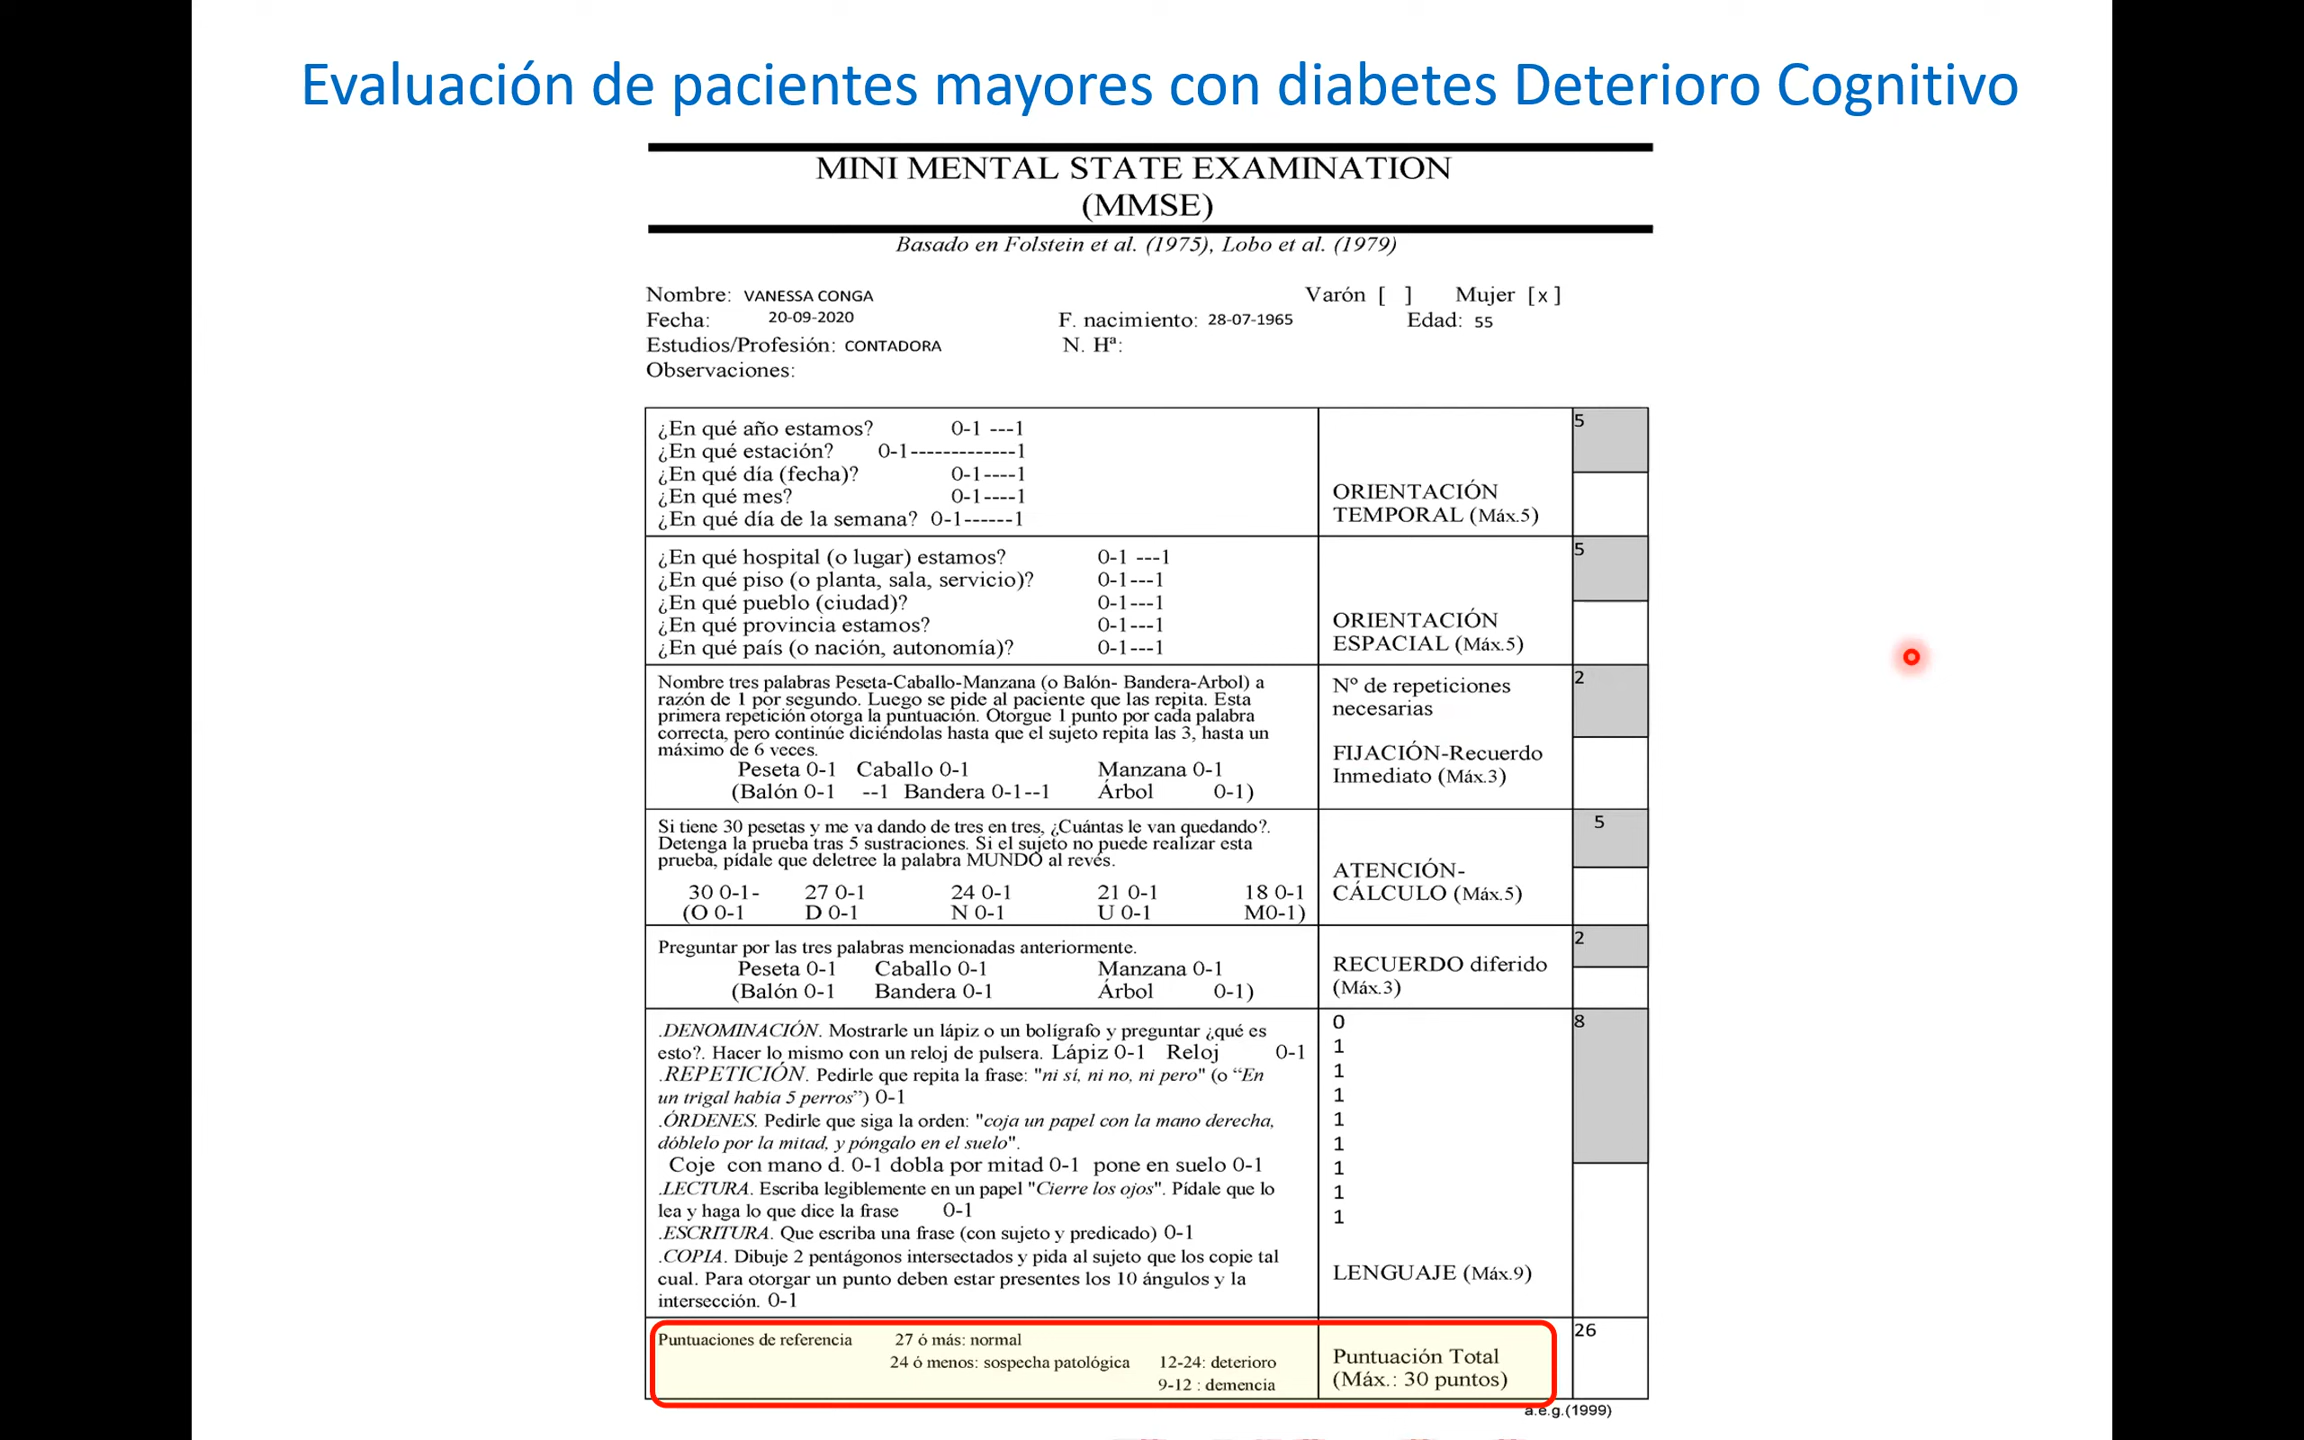 Evaluación de pacientes mayores con diabetes Deterioro Cognitivo
MINI MENTAL STATE EXAMINATION
(MMSE)
Basado en Folstein et al. (1975), Lobo et al. (1979)
Nombre: VANESSA CONGA Varón [ ] Mujer [x]
Fecha: 20-09-2020 F. nacimiento: 28-07-1965 Edad: 55
Estudios/Profesión: CONTADORA N. Hª:
Observaciones:
¿En qué año estamos? 0-1 ---1
¿En qué estación? 0-1-------------1
¿En qué día (fecha)? 0-1----1
¿En qué mes? 0-1----1
¿En qué día de la semana? 0-1------1
ORIENTACIÓN
TEMPORAL (Máx.5)
5
¿En qué hospital (o lugar) estamos? 0-1 ---1
¿En qué piso (o planta, sala, servicio)? 0-1---1
¿En qué pueblo (ciudad)? 0-1---1
¿En qué provincia estamos? 0-1---1
¿En qué país (o nación, autonomía)? 0-1---1
ORIENTACIÓN
ESPACIAL (Máx.5)
5
Nombre tres palabras Peseta-Caballo-Manzana (o Balón- Bandera-Arbol) a
razón de 1 por segundo. Luego se pide al paciente que las repita. Esta
primera repetición otorga la puntuación. Otorgue 1 punto por cada palabra
correcta, pero continúe diciéndolas hasta que el sujeto repita las 3, hasta un
máximo de 6 veces.
Peseta 0-1 Caballo 0-1 Manzana 0-1
(Balón 0-1 --1 Bandera 0-1--1 Árbol 0-1)
Nº de repeticiones
necesarias
FIJACIÓN-Recuerdo
Inmediato (Máx.3)
2
Si tiene 30 pesetas y me va dando de tres en tres, ¿Cuántas le van quedando?.
Detenga la prueba tras 5 sustraciones. Si el sujeto no puede realizar esta
prueba, pídale que deletree la palabra MUNDO al revés.
30 0-1- 27 0-1 24 0-1 21 0-1 18 0-1
(O 0-1 D 0-1 N 0-1 U 0-1 M0-1)
ATENCIÓN-
CÁLCULO (Máx.5)
5
Preguntar por las tres palabras mencionadas anteriormente.
Peseta 0-1 Caballo 0-1 Manzana 0-1
(Balón 0-1 Bandera 0-1 Árbol 0-1)
RECUERDO diferido
(Máx.3)
2
.DENOMINACIÓN. Mostrarle un lápiz o un bolígrafo y preguntar ¿qué es
esto?. Hacer lo mismo con un reloj de pulsera. Lápiz 0-1 Reloj 0-1
.REPETICIÓN. Pedirle que repita la frase: "ni sí, ni no, ni pero" (o “En
un trigal había 5 perros”) 0-1
.ÓRDENES. Pedirle que siga la orden: "coja un papel con la mano derecha,
dóblelo por la mitad, y póngalo en el suelo".
Coje con mano d. 0-1 dobla por mitad 0-1 pone en suelo 0-1
.LECTURA. Escriba legiblemente en un papel "Cierre los ojos". Pídale que lo
lea y haga lo que dice la frase 0-1
.ESCRITURA. Que escriba una frase (con sujeto y predicado) 0-1
.COPIA. Dibuje 2 pentágonos intersectados y pida al sujeto que los copie tal
cual. Para otorgar un punto deben estar presentes los 10 ángulos y la
intersección. 0-1
0
1
1
1
1
1
1
1
1
LENGUAJE (Máx.9)
8
Puntuaciones de referencia 27 ó más: normal
24 ó menos: sospecha patológica 12-24: deterioro
9-12 : demencia
Puntuación Total
(Máx.: 30 puntos)
26
a.e.g.(1999)